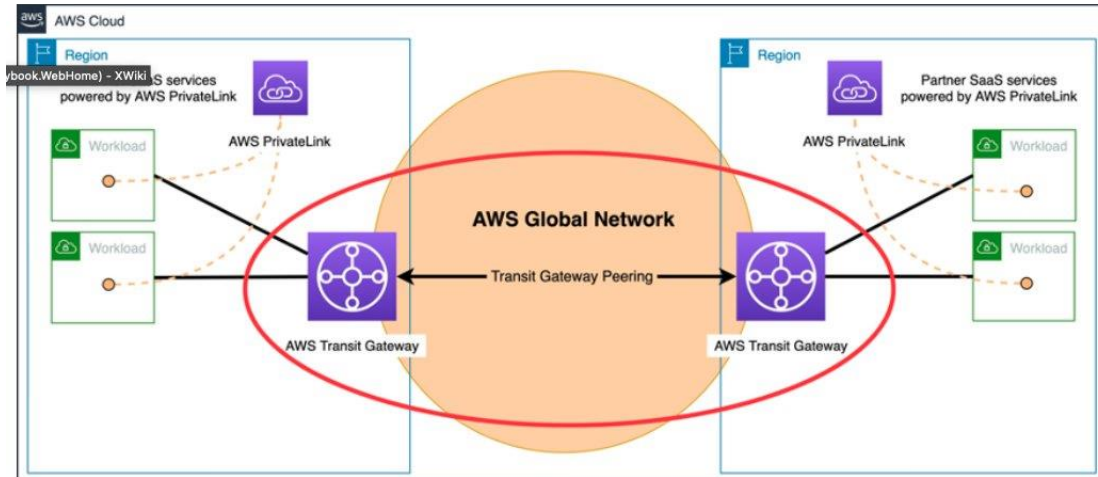 aws AWS Cloud
Region
ybook.WebHome) - XWiki
S services
powered by AWS PrivateLink
AWS PrivateLink
Workload
Workload
AWS Transit Gateway
AWS Global Network
Transit Gateway Peering
Region
Partner SaaS services
powered by AWS PrivateLink
AWS PrivateLink
Workload
Workload
AWS Transit Gateway